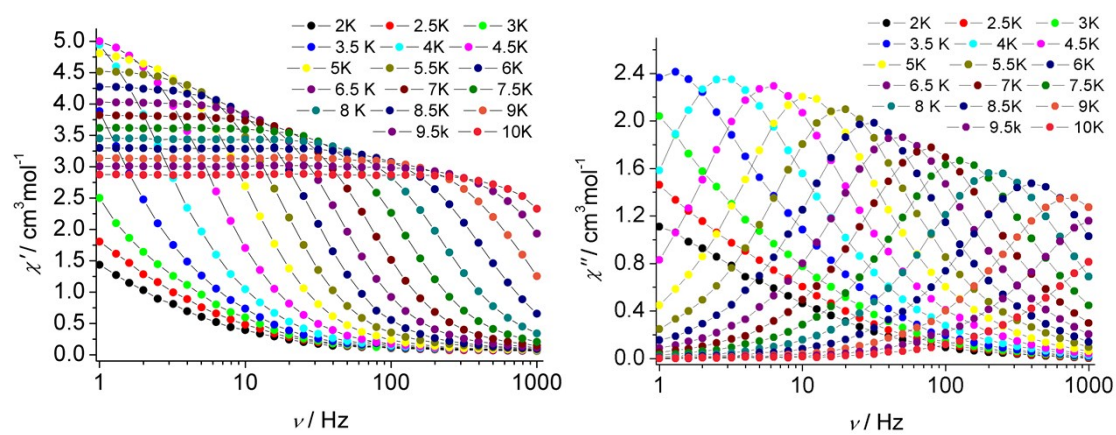 2K 2.5K 3K
3.5 K 4K 4.5K
5K 5.5K 6K
6.5 K 7K 7.5K
8 K 8.5K 9K
9.5K 10K
5.0
4.5
4.0
3.5
3.0
2.5
2.0
1.5
1.0
0.5
0.0
χ′ / cm³mol⁻¹
1 10 100 1000
ν / Hz
2K 2.5K 3K
3.5 K 4K 4.5K
5K 5.5K 6K
6.5 K 7K 7.5K
8 K 8.5K 9K
9.5k 10K
2.4
2.0
1.6
1.2
0.8
0.4
0.0
χ″ / cm³mol⁻¹
1 10 100 1000
ν / Hz